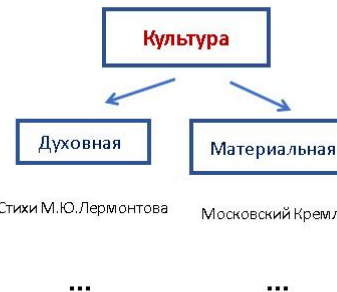 Культура
Духовная
Материальная
Стихи М.Ю.Лермонтова
Московский Кремл
...
...